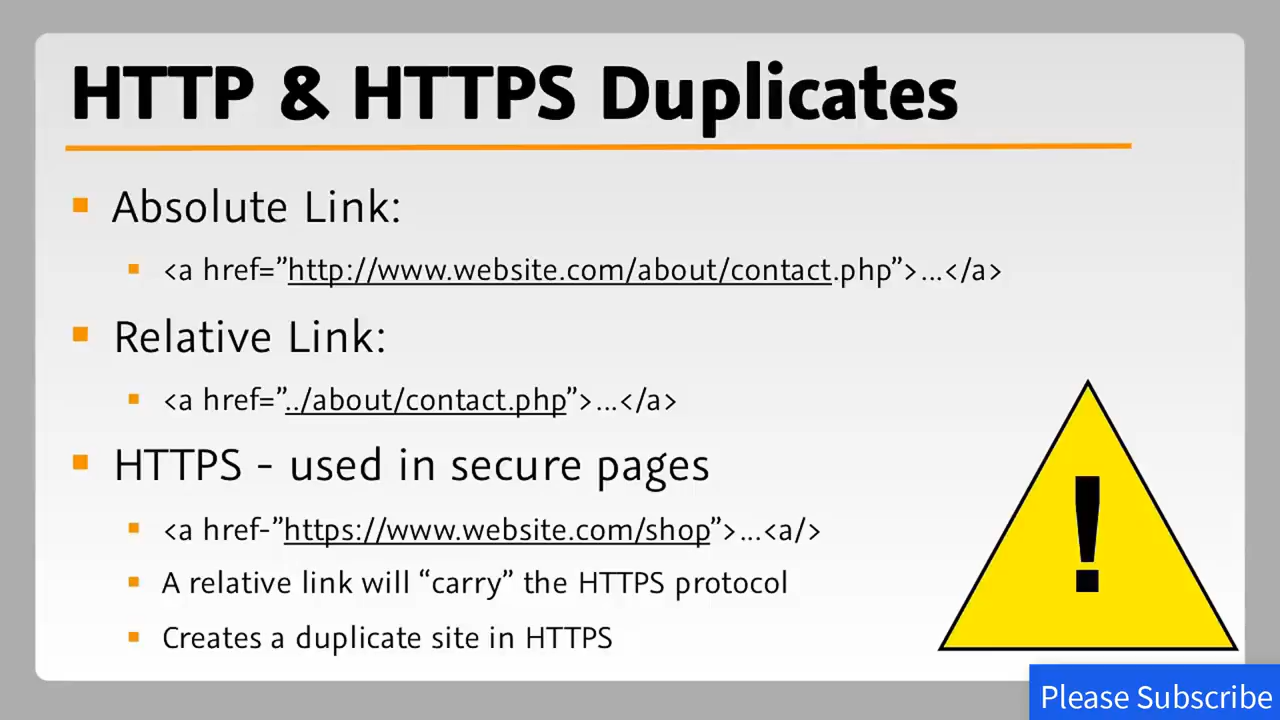 HTTP & HTTPS Duplicates
Absolute Link:
<a href=”http://www.website.com/about/contact.php”>...</a>
Relative Link:
<a href=”../about/contact.php”>...</a>
HTTPS - used in secure pages
<a href-”https://www.website.com/shop”>...<a/>
A relative link will “carry” the HTTPS protocol
Creates a duplicate site in HTTPS
!
Please Subscribe